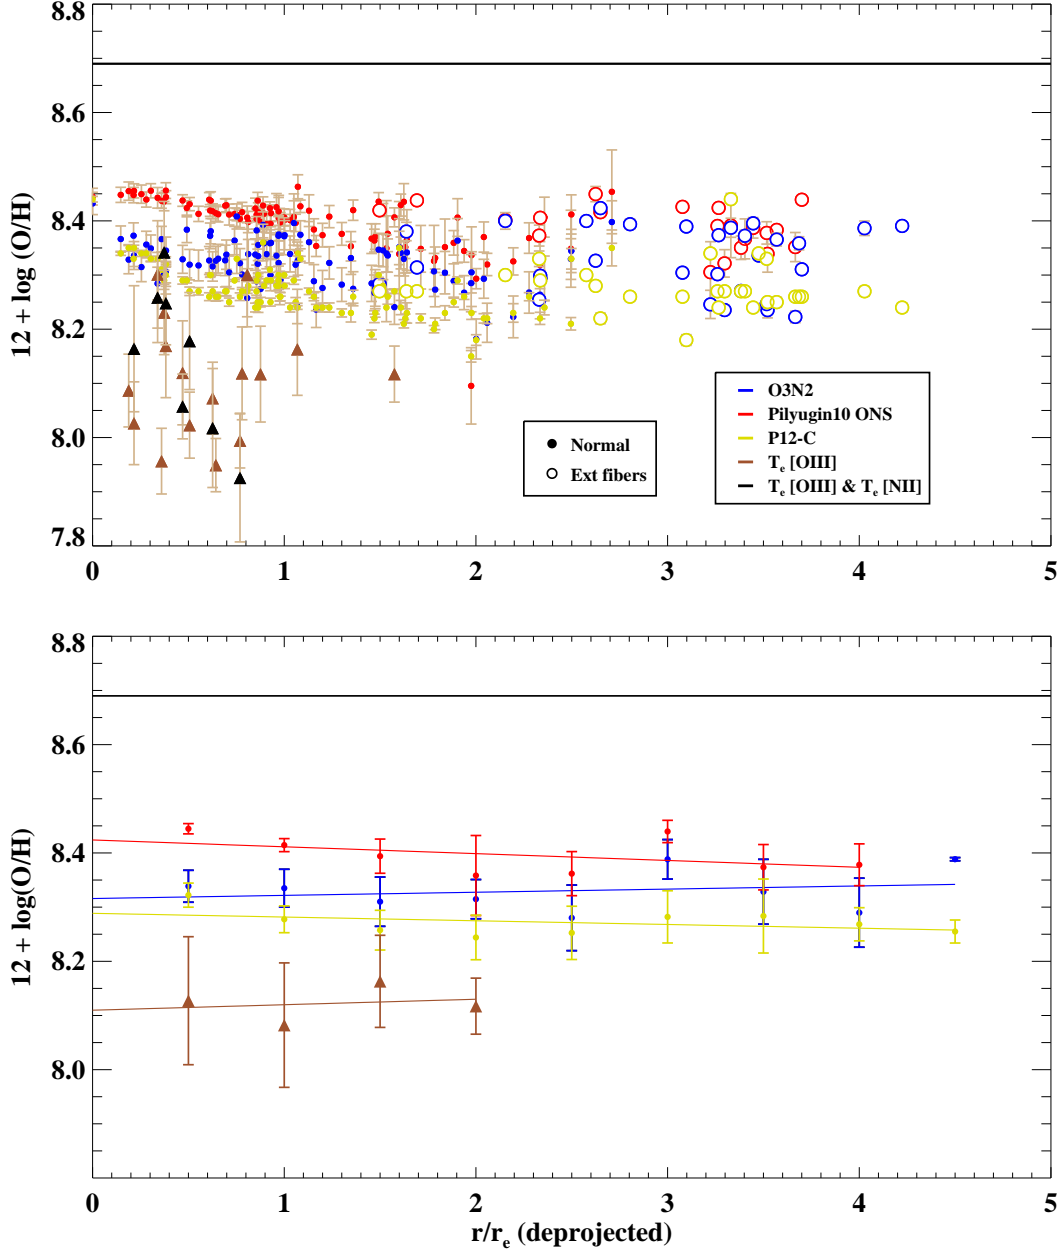 8.8
8.6
8.4
8.2
8.0
7.8
12 + log (O/H)
Normal
Ext fibers
O3N2
Pilyugin10 ONS
P12-C
Te [OIII]
Te [OIII] & Te [NII]
0 1 2 3 4 5
8.8
8.6
8.4
8.2
8.0
12 + log(O/H)
0 1 2 3 4 5
r/re (deprojected)